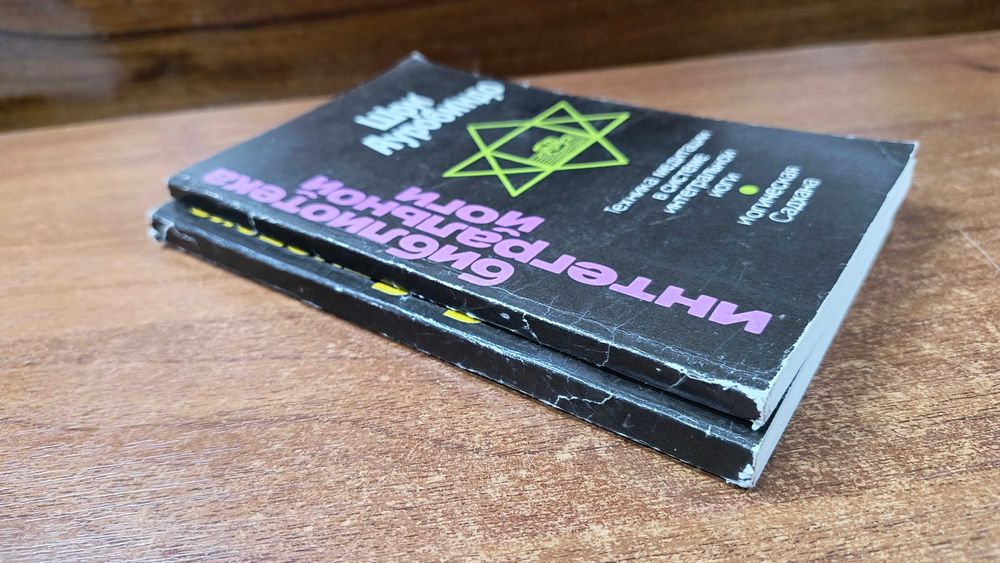 библиотека
интегральной
йоги
Шри
Ауробиндо
Техника медитации
в системе
интегральной
йоги
йогическая
Садхана